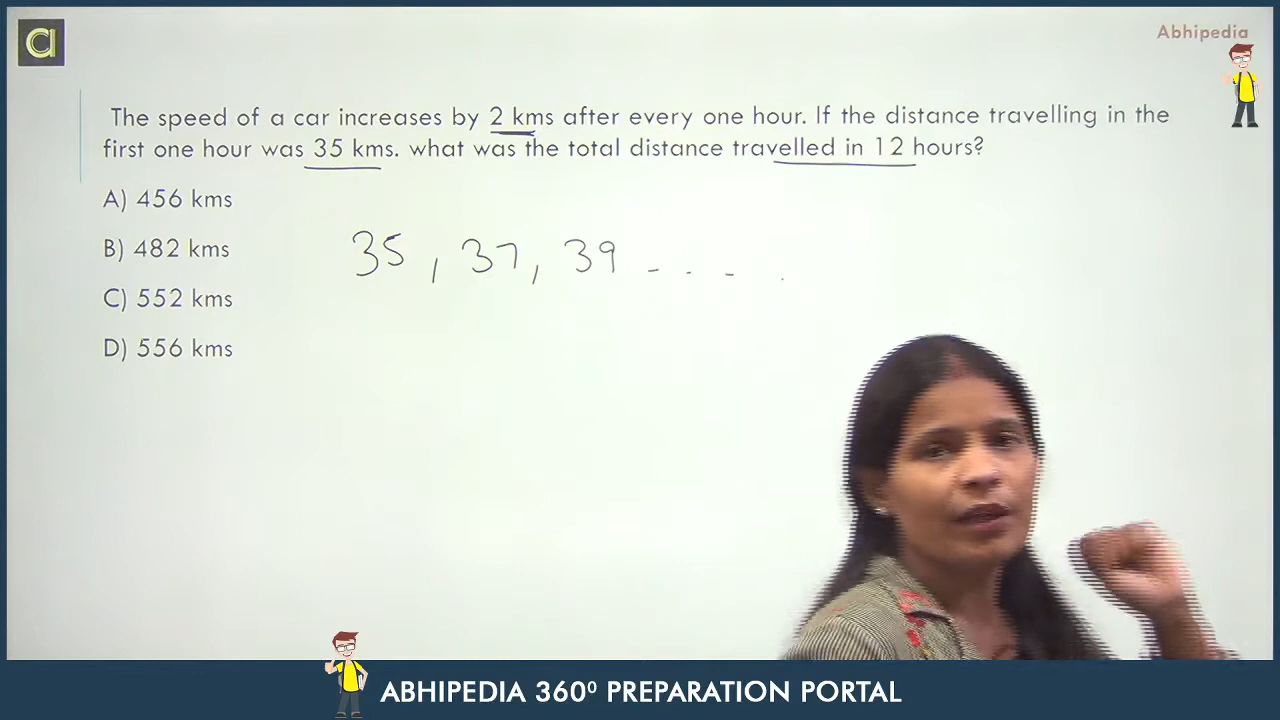 a
Abhipedia
The speed of a car increases by 2 kms after every one hour. If the distance travelling in the
first one hour was 35 kms. what was the total distance travelled in 12 hours?
A) 456 kms
B) 482 kms
35, 37, 39 - - - .
C) 552 kms
D) 556 kms
ABHIPEDIA 360⁰ PREPARATION PORTAL